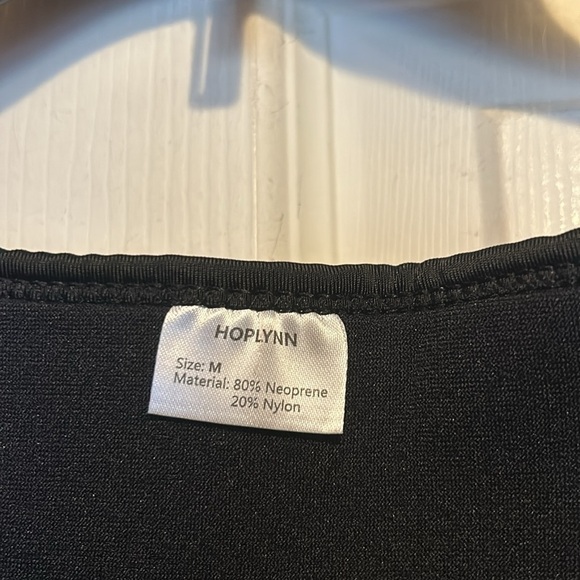 HOPLYNN
Size: M
Material: 80% Neoprene
20% Nylon